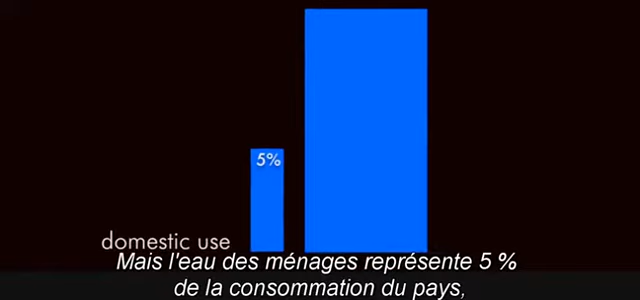 5%
domestic use
Mais l'eau des ménages représente 5 %
de la consommation du pays,